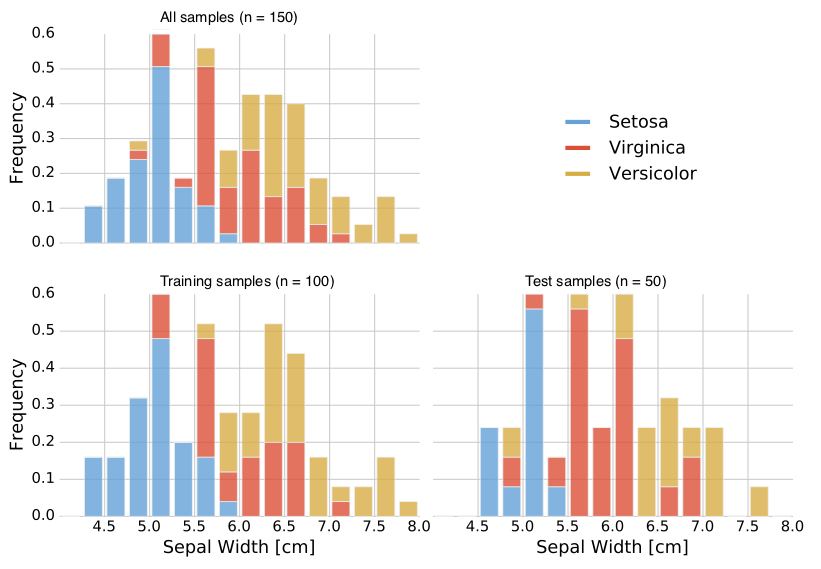 All samples (n = 150)
0.6
0.5
0.4
0.3
0.2
0.1
0.0
Frequency
Setosa
Virginica
Versicolor
Training samples (n = 100)
0.6
0.5
0.4
0.3
0.2
0.1
0.0
Frequency
4.5 5.0 5.5 6.0 6.5 7.0 7.5 8.0
Sepal Width [cm]
Test samples (n = 50)
4.5 5.0 5.5 6.0 6.5 7.0 7.5 8.0
Sepal Width [cm]